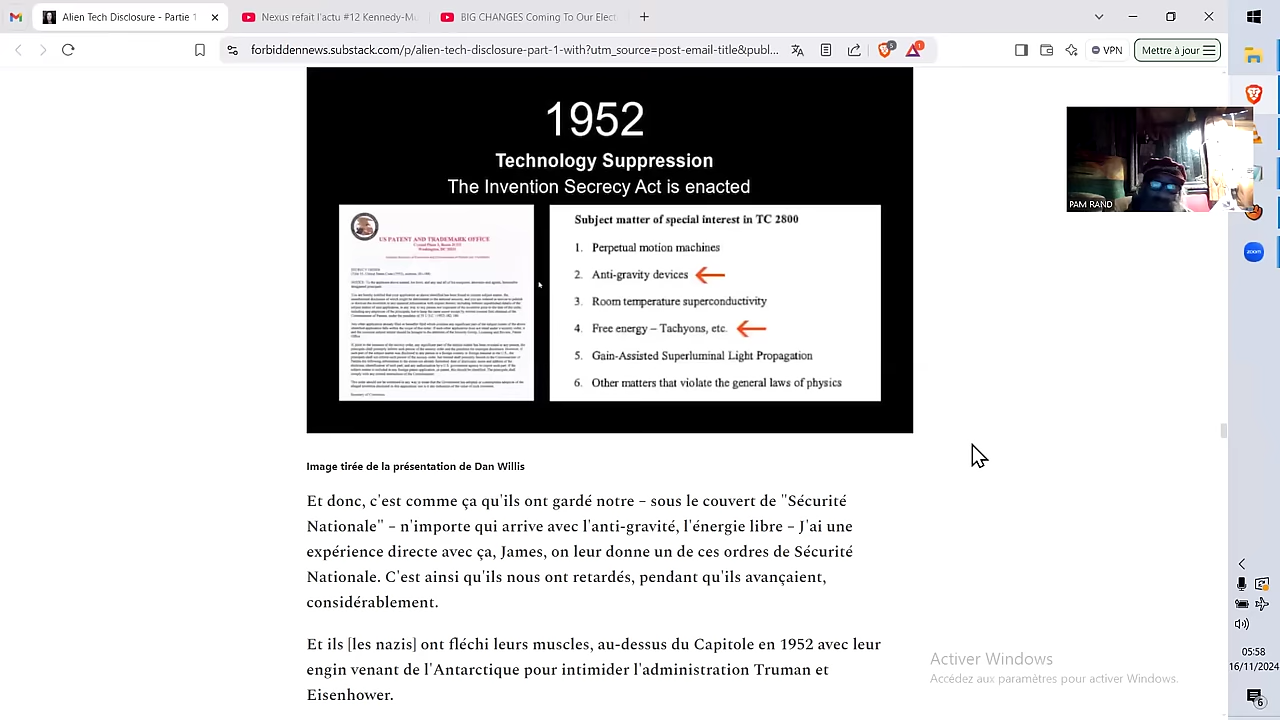 Alien Tech Disclosure - Partie 1
Nexus refait l'actu #12 Kennedy-Mu
BIG CHANGES Coming To Our Elect
forbiddennews.substack.com/p/alien-tech-disclosure-part-1-with?utm_source=post-email-title&publ...
VPN
Mettre à jour
1952
Technology Suppression
The Invention Secrecy Act is enacted
US PATENT AND TRADEMARK OFFICE
Subject matter of special interest in TC 2800
1. Perpetual motion machines
2. Anti-gravity devices
3. Room temperature superconductivity
4. Free energy – Tachyons, etc.
5. Gain-Assisted Superluminal Light Propagation
6. Other matters that violate the general laws of physics
PAM RAND
zoom
Image tirée de la présentation de Dan Willis
Et donc, c'est comme ça qu'ils ont gardé notre – sous le couvert de "Sécurité
Nationale" – n'importe qui arrive avec l'anti-gravité, l'énergie libre – J'ai une
expérience directe avec ça, James, on leur donne un de ces ordres de Sécurité
Nationale. C'est ainsi qu'ils nous ont retardés, pendant qu'ils avançaient,
considérablement.
Et ils [les nazis] ont fléchi leurs muscles, au-dessus du Capitole en 1952 avec leur
engin venant de l'Antarctique pour intimider l'administration Truman et
Eisenhower.
Activer Windows
Accédez aux paramètres pour activer Windows.
05:58
16/11/2024
6